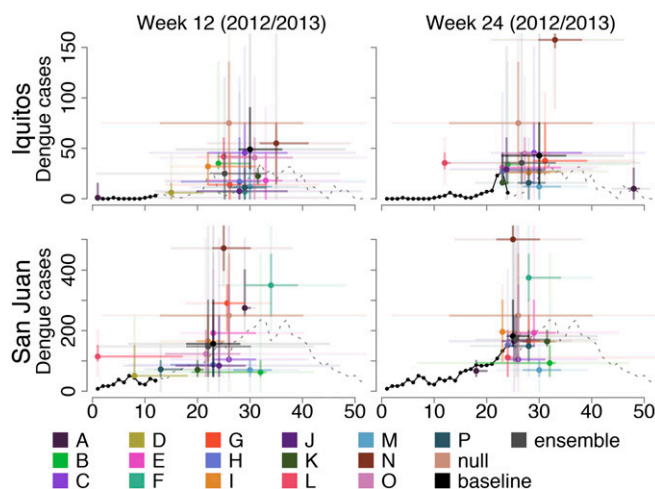 Week 12 (2012/2013) Week 24 (2012/2013)
Iquitos
Dengue cases
150
100
50
0
San Juan
Dengue cases
400
200
0
0 10 20 30 40 50 0 10 20 30 40 50
A D G J M P ensemble
B E H K N null
C F I L O baseline